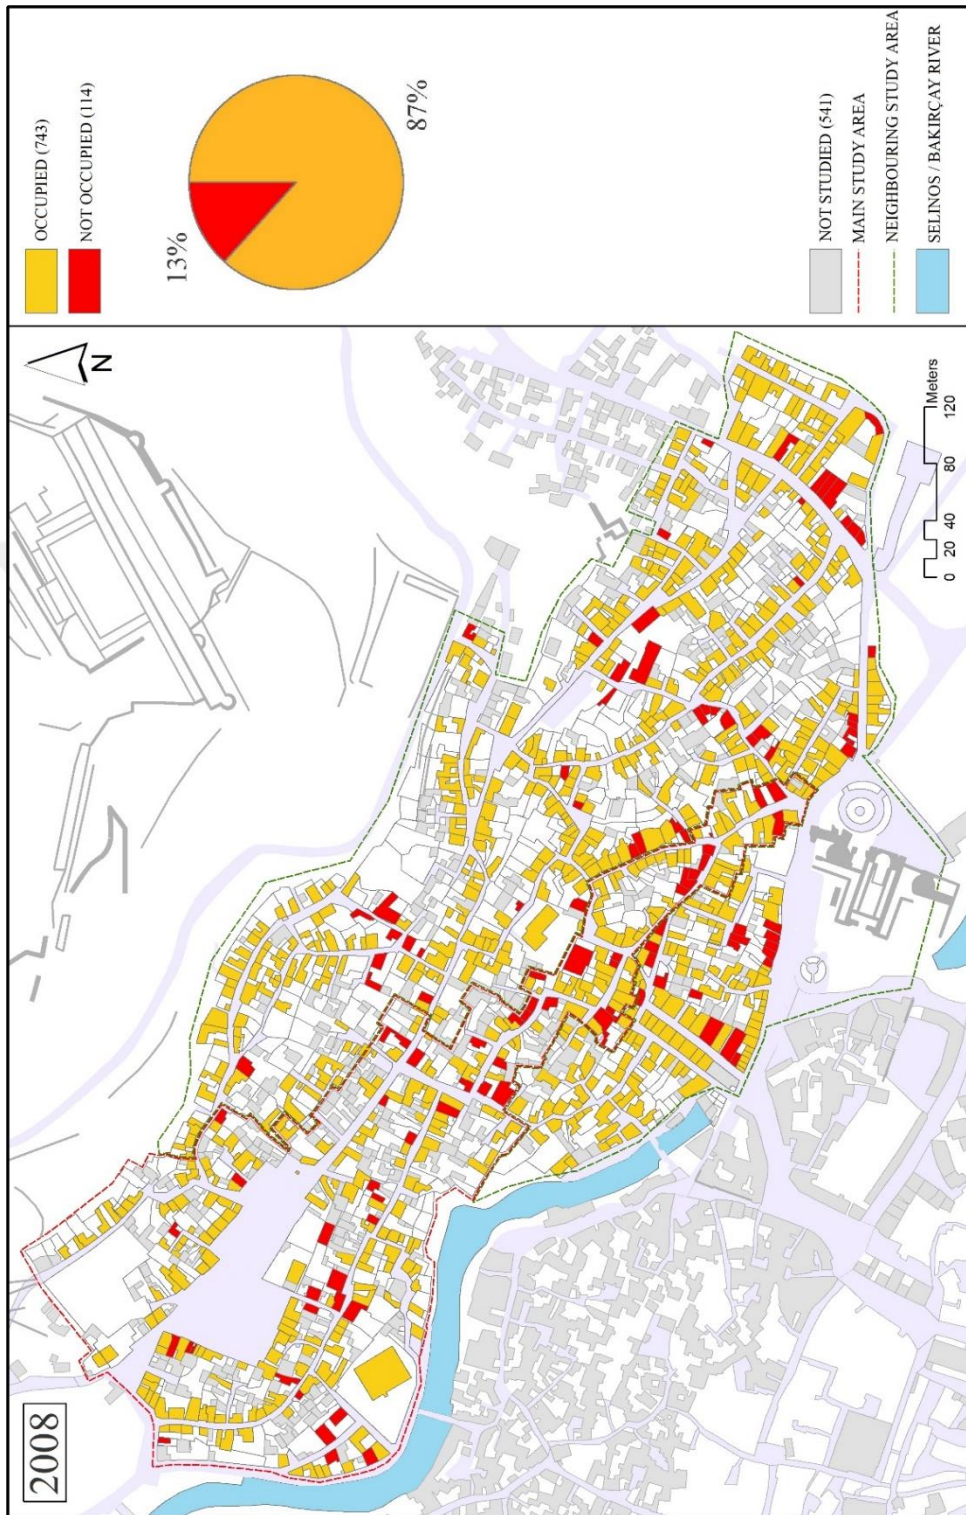 2008
N
0 20 40 80 120
Meters
OCCUPIED (743)
NOT OCCUPIED (114)
13%
87%
NOT STUDIED (541)
MAIN STUDY AREA
NEIGHBOURING STUDY AREA
SELINOS / BAKIRÇAY RIVER